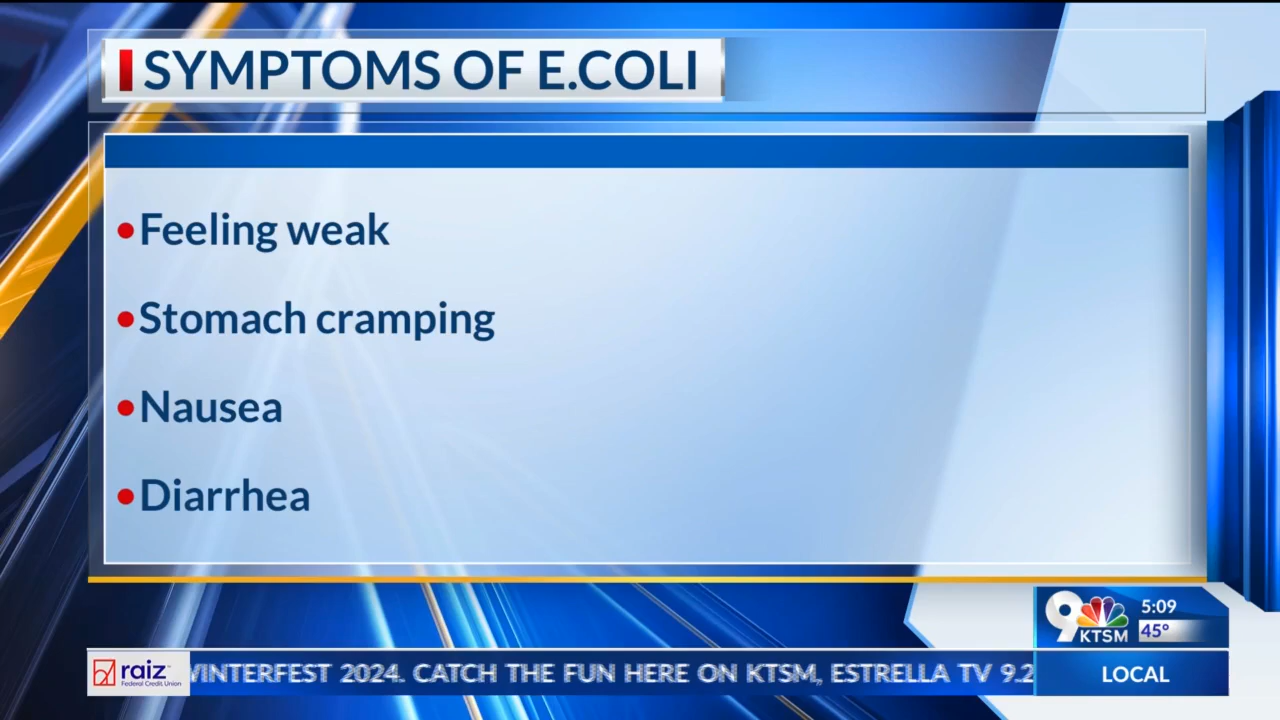 SYMPTOMS OF E.COLI
•Feeling weak
•Stomach cramping
•Nausea
•Diarrhea
9 KTSM
5:09
45°
raiz
Federal Credit Union
WINTERFEST 2024. CATCH THE FUN HERE ON KTSM, ESTRELLA TV 9.2
LOCAL